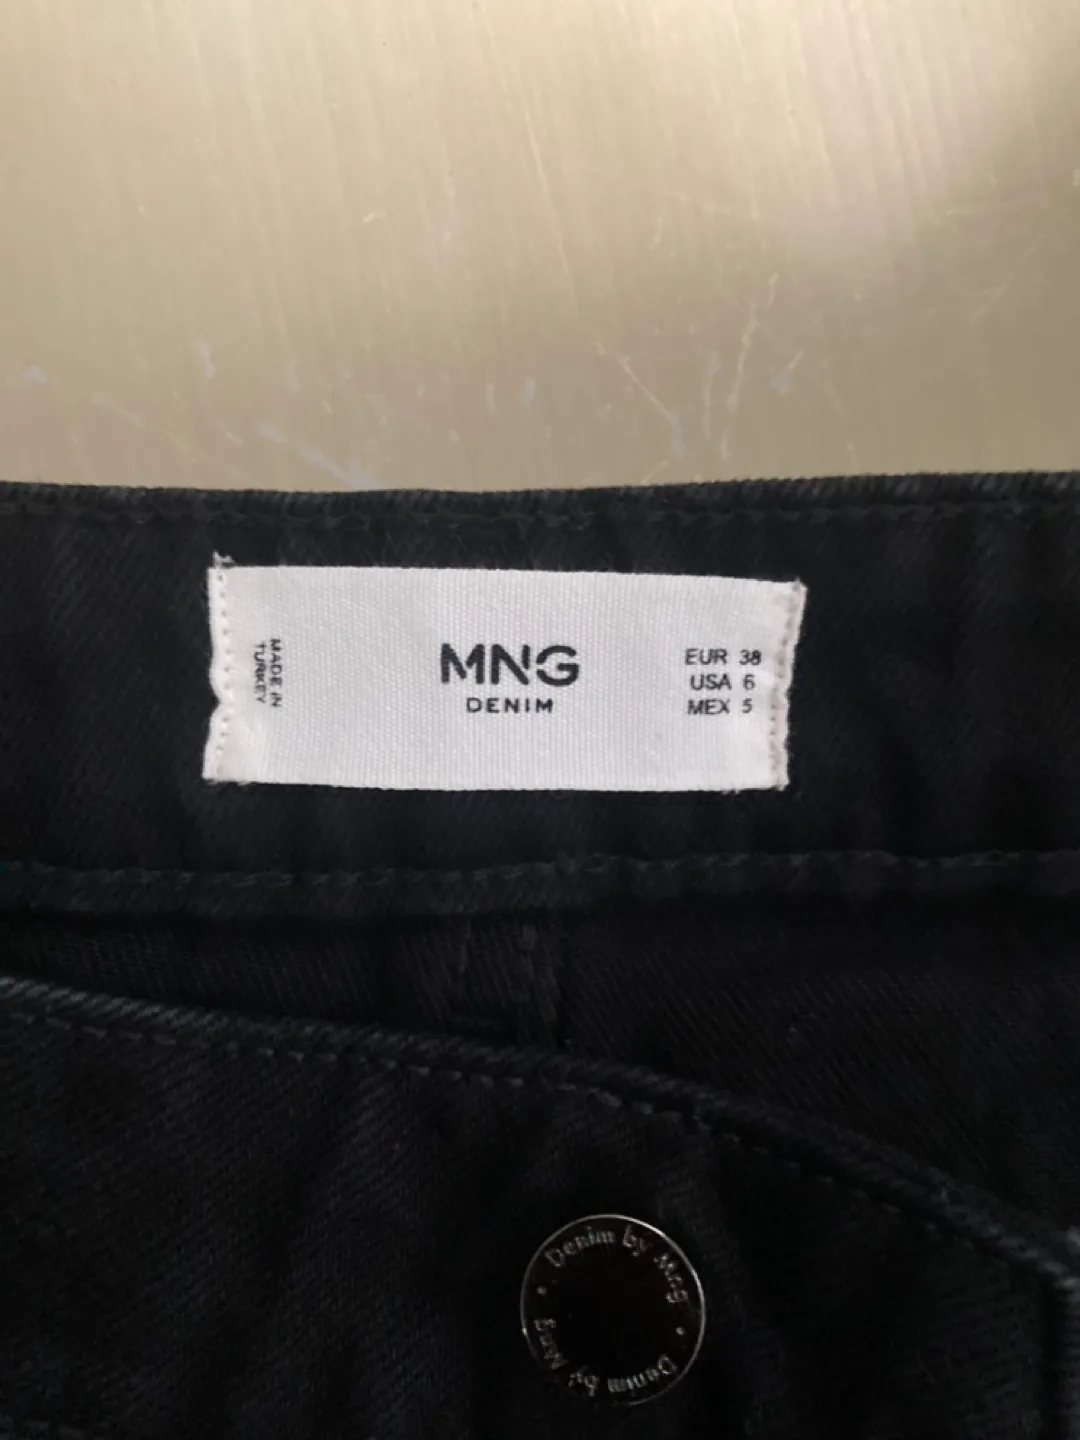 MADE IN
TURKEY
MNG
DENIM
EUR 38
USA 6
MEX 5
Denim by Mng • Denim by Mng •